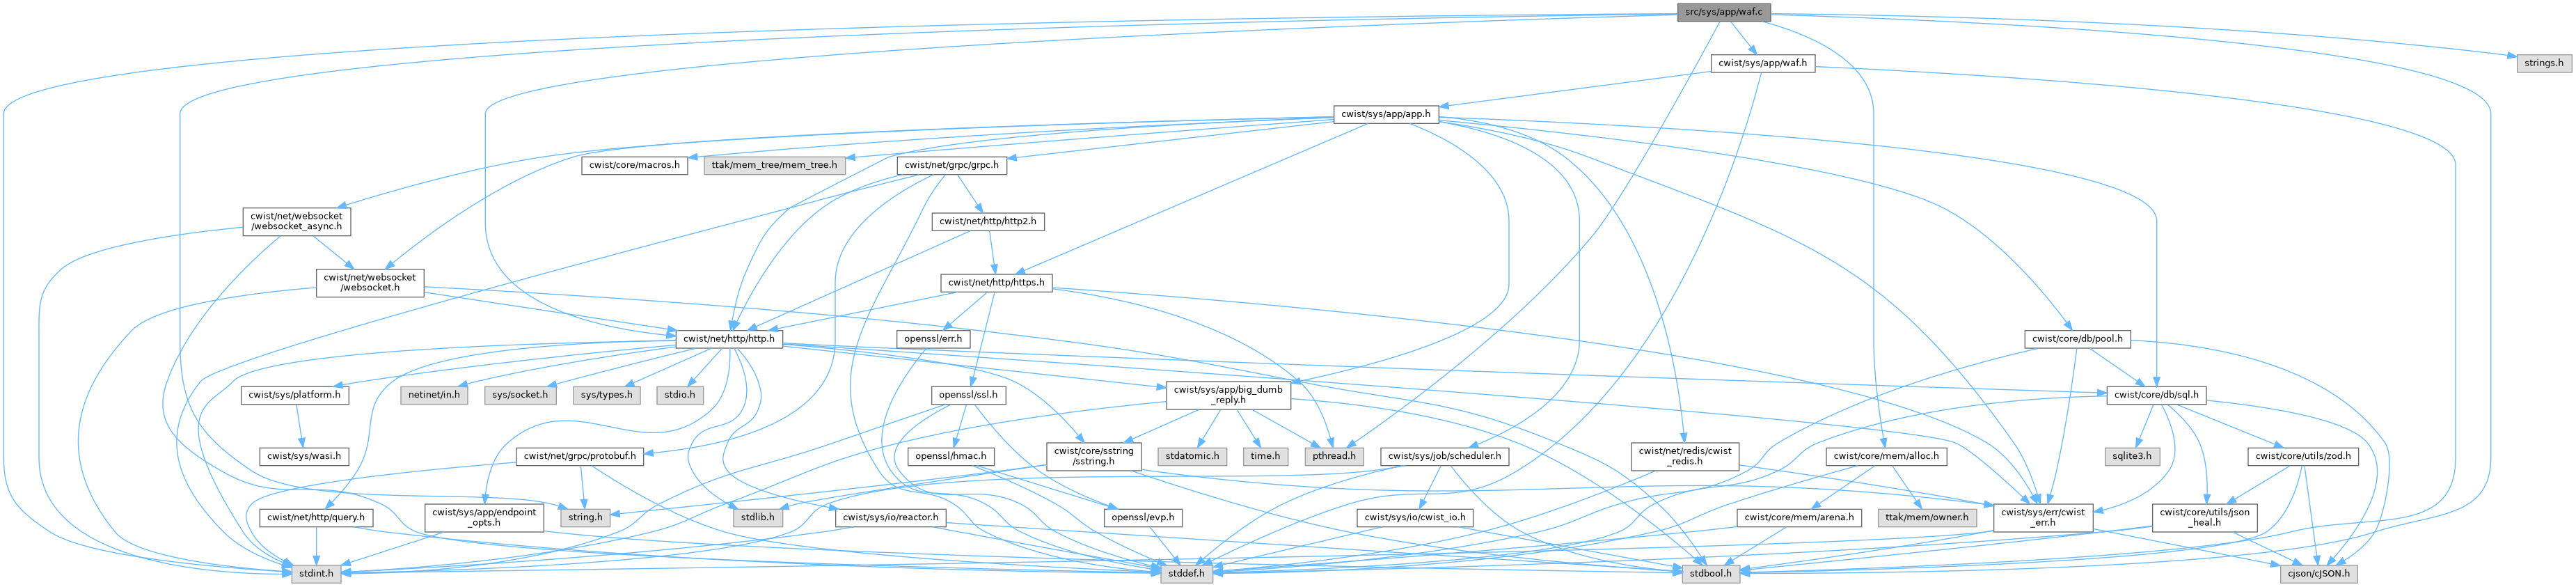 src/sys/app/waf.c
cwist/sys/app/waf.h
strings.h
cwist/sys/app/app.h
cwist/core/macros.h
ttak/mem_tree/mem_tree.h
cwist/net/grpc/grpc.h
cwist/net/websocket
/websocket_async.h
cwist/net/http/http2.h
cwist/net/websocket
/websocket.h
cwist/net/http/https.h
cwist/net/http/http.h
openssl/err.h
cwist/core/db/pool.h
cwist/sys/platform.h
netinet/in.h
sys/socket.h
sys/types.h
stdio.h
cwist/sys/app/big_dumb
_reply.h
openssl/ssl.h
cwist/core/db/sql.h
cwist/sys/wasi.h
cwist/net/grpc/protobuf.h
openssl/hmac.h
cwist/core/sstring
/sstring.h
stdatomic.h
time.h
pthread.h
cwist/sys/job/scheduler.h
cwist/net/redis/cwist
_redis.h
cwist/core/mem/alloc.h
sqlite3.h
cwist/core/utils/zod.h
cwist/net/http/query.h
cwist/sys/app/endpoint
_opts.h
string.h
stdlib.h
cwist/sys/io/reactor.h
openssl/evp.h
cwist/sys/io/cwist_io.h
cwist/core/mem/arena.h
ttak/mem/owner.h
cwist/sys/err/cwist
_err.h
cwist/core/utils/json
_heal.h
stdint.h
stddef.h
stdbool.h
cjson/cJSON.h